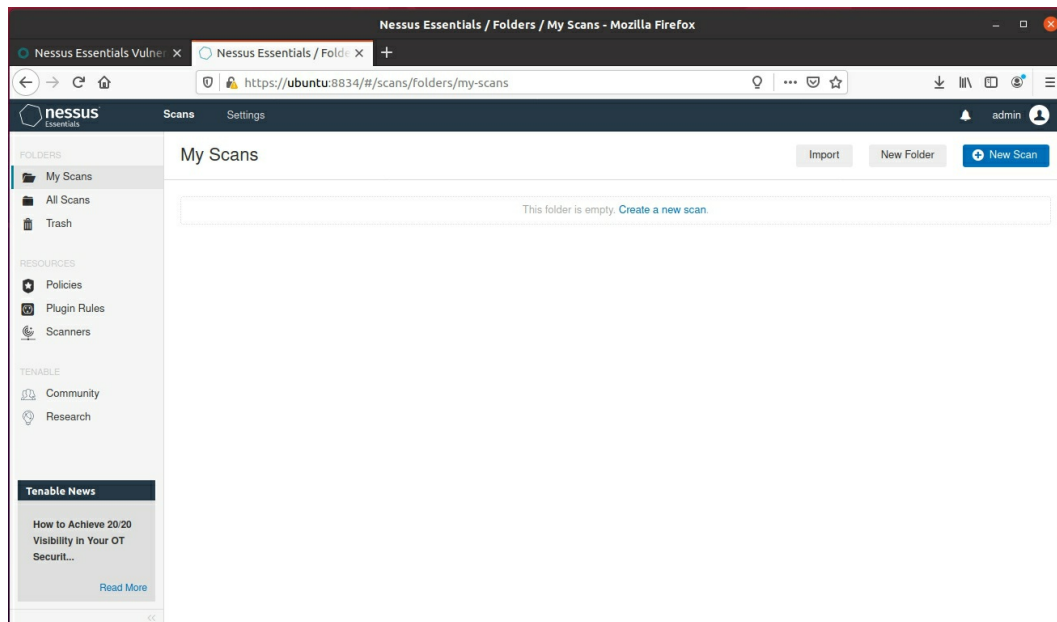 Nessus Essentials / Folders / My Scans - Mozilla Firefox
Nessus Essentials Vulner
Nessus Essentials / Folde
https://ubuntu:8834/#/scans/folders/my-scans
nessus Essentials
Scans Settings admin
FOLDERS
My Scans
All Scans
Trash
RESOURCES
Policies
Plugin Rules
Scanners
TENABLE
Community
Research
Tenable News
How to Achieve 20/20
Visibility in Your OT
Securit...
Read More
My Scans
Import New Folder New Scan
This folder is empty. Create a new scan.